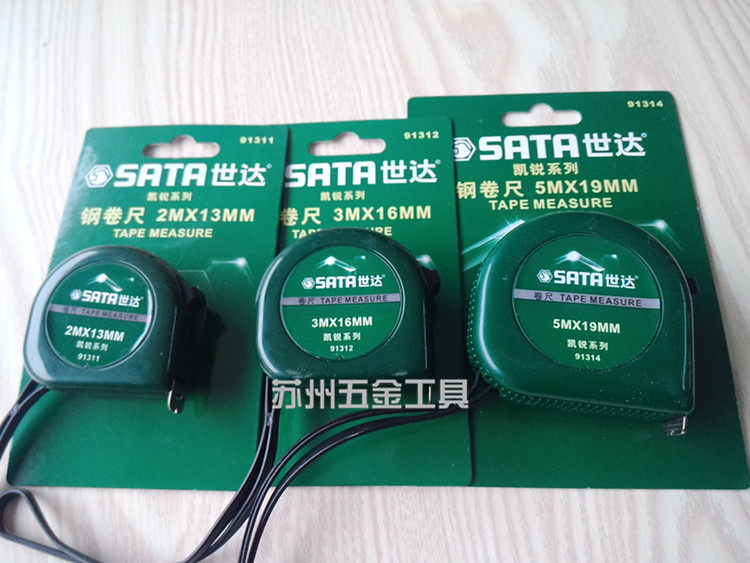 91311
SATA世达®
凯锐系列
钢卷尺 2MX13MM
TAPE MEASURE
SATA世达
卷尺 TAPE MEASURE
2MX13MM
凯锐系列
91311
91312
SATA世达®
凯锐系列
卷尺 3MX16MM
TAPE MEASURE
SATA世达
卷尺 TAPE MEASURE
3MX16MM
凯锐系列
91312
91314
SATA世达®
凯锐系列
钢卷尺 5MX19MM
TAPE MEASURE
SATA世达®
卷尺 TAPE MEASURE
5MX19MM
凯锐系列
91314
苏州五金工具